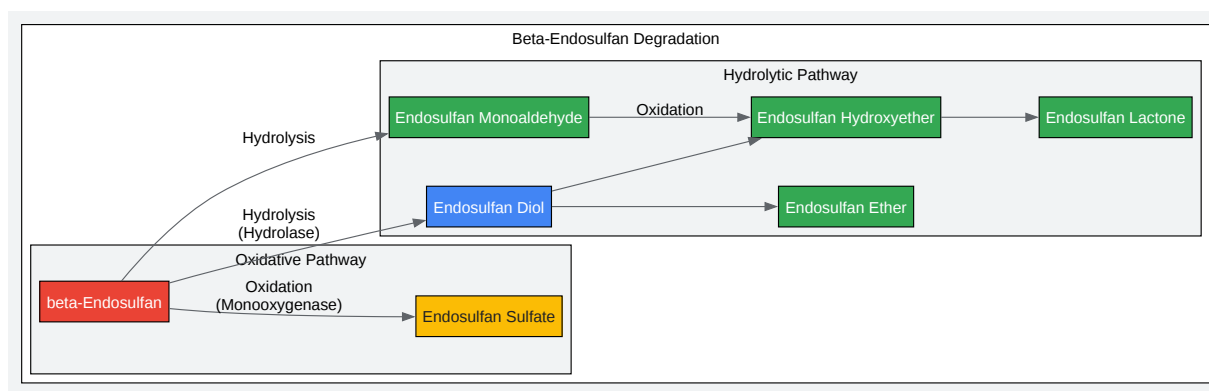 Beta-Endosulfan Degradation
Hydrolytic Pathway
Endosulfan Monoaldehyde
Oxidation
Endosulfan Hydroxyether
Endosulfan Lactone
Hydrolysis
Endosulfan Diol
Endosulfan Ether
Hydrolysis
(Hydrolase)
Oxidative Pathway
beta-Endosulfan
Oxidation
(Monooxygenase)
Endosulfan Sulfate